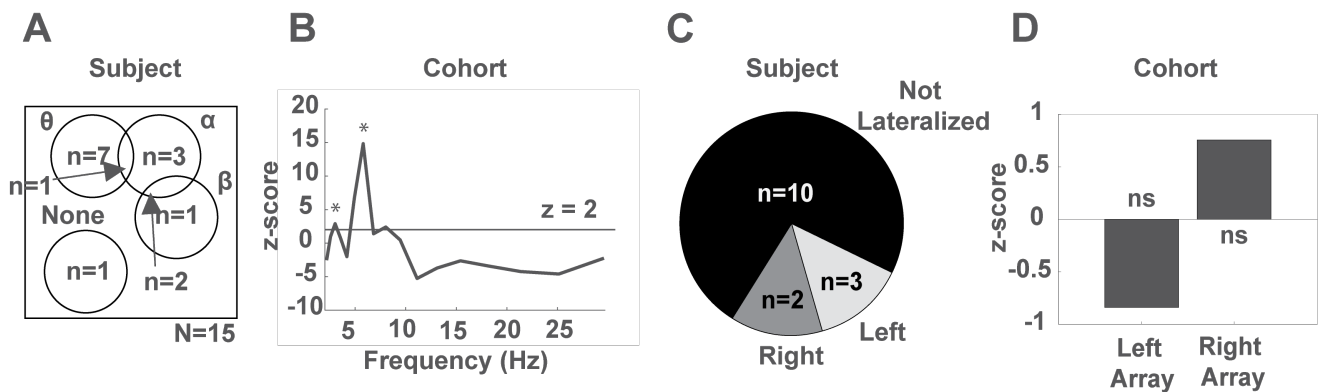 A
Subject
θ
α
n=7
n=3
n=1
β
None
n=1
n=1
n=2
N=15
B
Cohort
z-score
20
15
10
5
0
-5
-10
*
*
z = 2
5
10
15
20
25
Frequency (Hz)
C
Subject
Not
Lateralized
n=10
n=3
n=2
Left
Right
D
Cohort
z-score
1
0.5
0
-0.5
-1
ns
ns
Left
Array
Right
Array